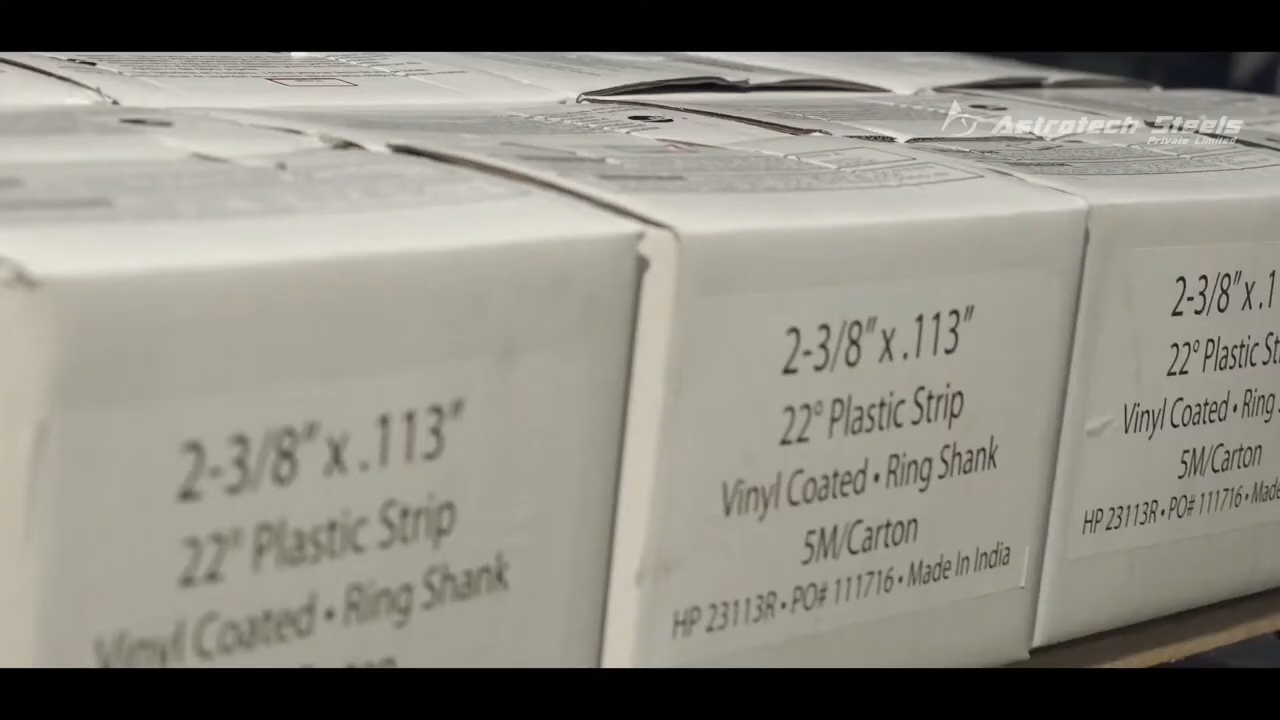 Astrotech Steels
Private Limited
2-3/8" x .113"
22° Plastic Strip
Vinyl Coated • Ring Shank
2-3/8" x .113"
22° Plastic Strip
Vinyl Coated • Ring Shank
5M/Carton
HP 23113R • PO# 111716 • Made In India
2-3/8" x .1
22° Plastic St
Vinyl Coated • Ring
5M/Carton
HP 23113R • PO# 111716 • Made